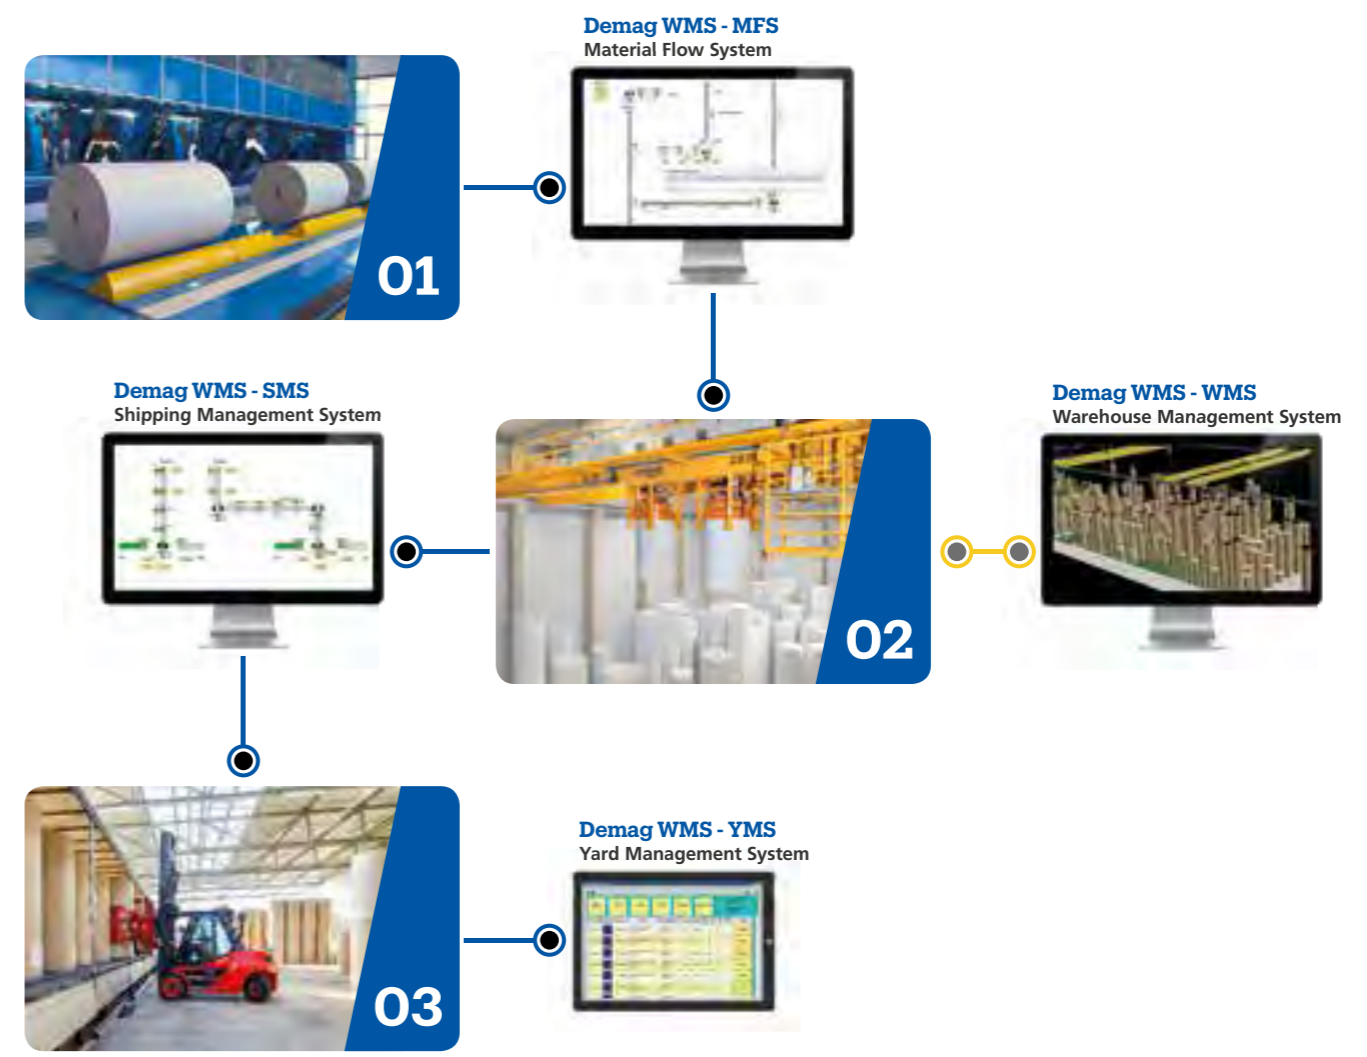 Demag WMS - MFS
Material Flow System
01
Demag WMS - SMS
Shipping Management System
Demag WMS - WMS
Warehouse Management System
02
03
Demag WMS - YMS
Yard Management System